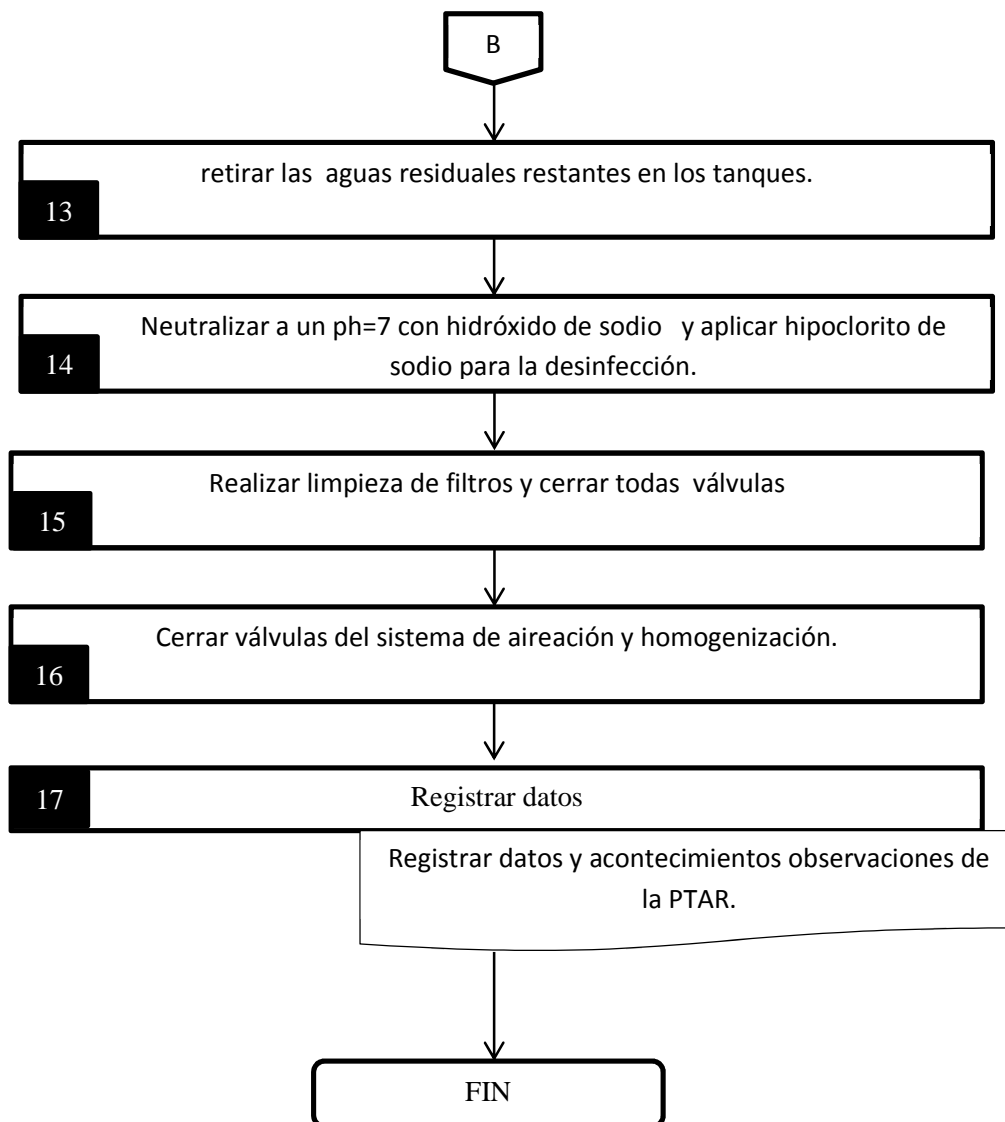 B
retirar las aguas residuales restantes en los tanques.
13
Neutralizar a un ph=7 con hidróxido de sodio y aplicar hipoclorito de
sodio para la desinfección.
14
Realizar limpieza de filtros y cerrar todas válvulas
15
Cerrar válvulas del sistema de aireación y homogenización.
16
17
Registrar datos
Registrar datos y acontecimientos observaciones de
la PTAR.
FIN